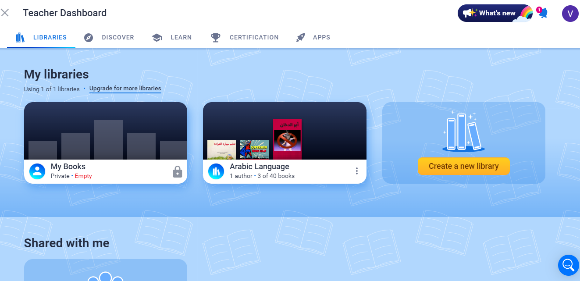 Teacher Dashboard
What's new
1
V
LIBRARIES
DISCOVER
LEARN
CERTIFICATION
APPS
My libraries
Using 1 of 1 libraries • Upgrade for more libraries
My Books
Private • Empty
Arabic Language
1 author • 3 of 40 books
Create a new library
Shared with me